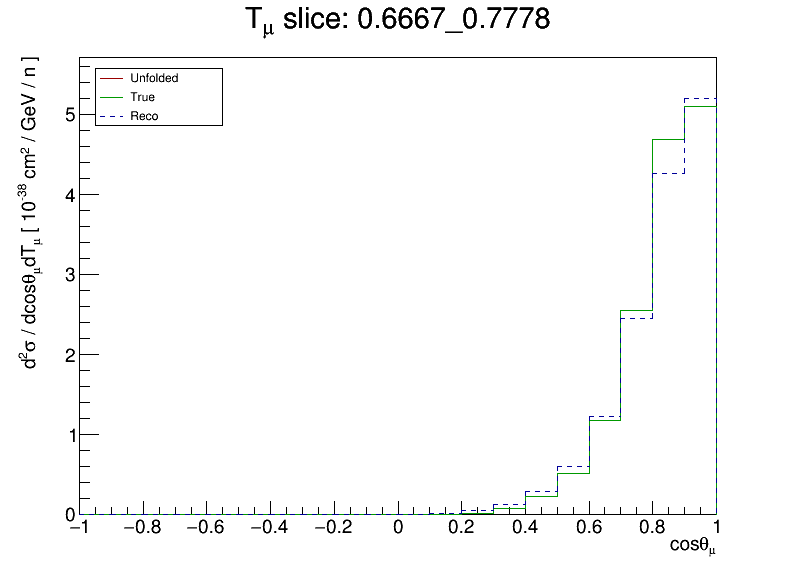 Tμ slice: 0.6667_0.7778
d²σ / dcosθμdTμ [ 10⁻³⁸ cm² / GeV / n ]
Unfolded
True
Reco
5
4
3
2
1
0
−1 −0.8 −0.6 −0.4 −0.2 0 0.2 0.4 0.6 0.8 1
cosθμ